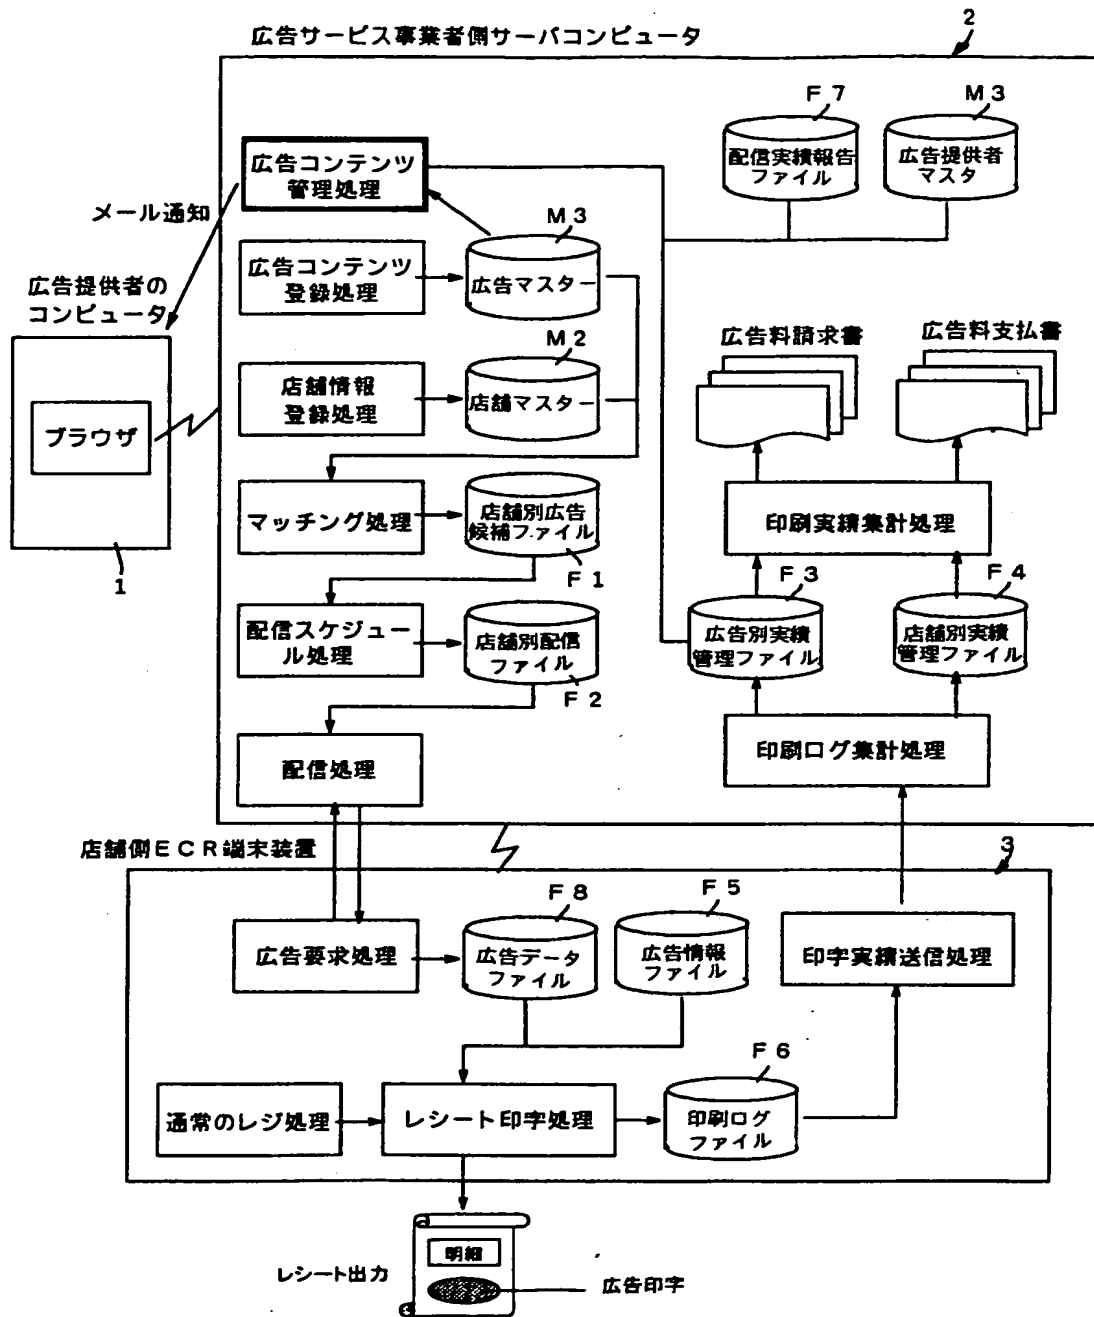 広告サービス事業者側サーバコンピュータ
2
F7
M3
配信実績報告
ファイル
広告提供者
マスタ
広告コンテンツ
管理処理
メール通知
M3
広告コンテンツ
登録処理
広告マスター
広告提供者の
コンピュータ
M2
広告料請求書
広告料支払書
店舗情報
登録処理
店舗マスター
ブラウザ
マッチング処理
店舗別広告
候補ファイル
印刷実績集計処理
1
F1
F3
F4
配信スケジュー
ル処理
店舗別配信
ファイル
広告別実績
管理ファイル
店舗別実績
管理ファイル
F2
配信処理
印刷ログ集計処理
店舗側ECR端末装置
3
F8
F5
広告要求処理
広告データ
ファイル
広告情報
ファイル
印字実績送信処理
F6
通常のレジ処理
レシート印字処理
印刷ログ
ファイル
明細
レシート出力
広告印字